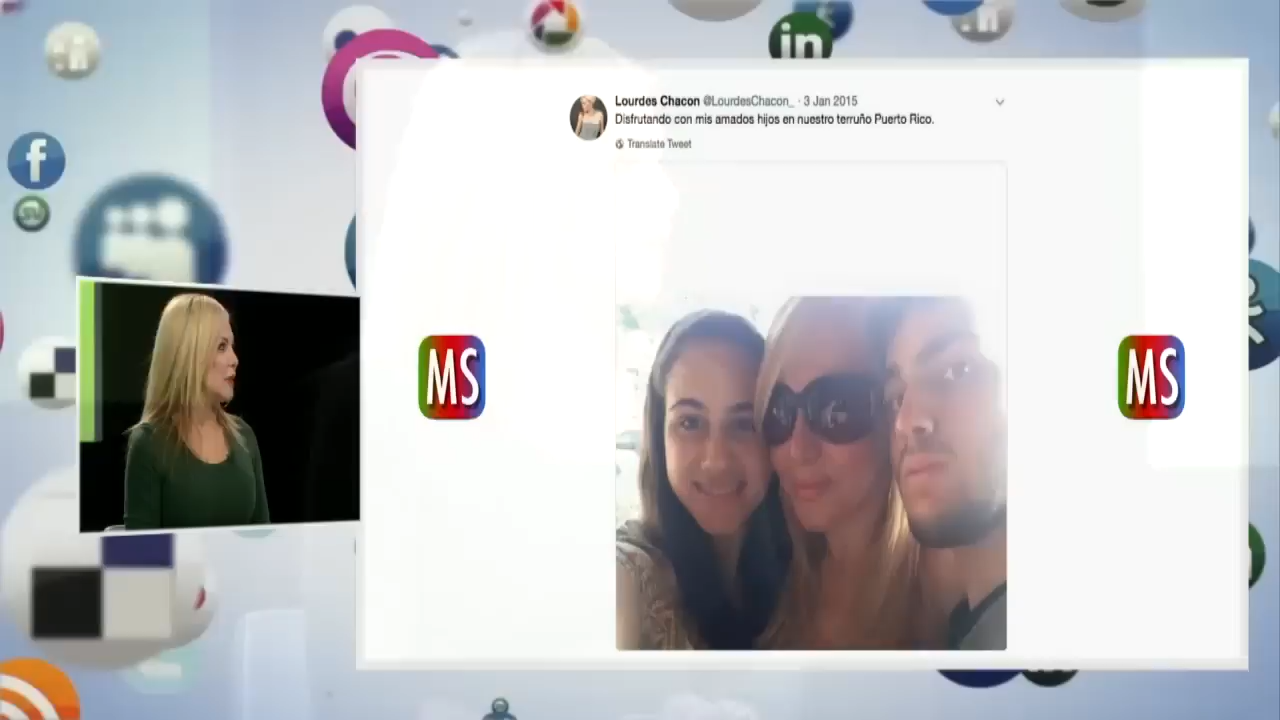 in
f
Lourdes Chacon @LourdesChacon_ · 3 Jan 2015
Disfrutando con mis amados hijos en nuestro terruño Puerto Rico.
Translate Tweet
MS
MS